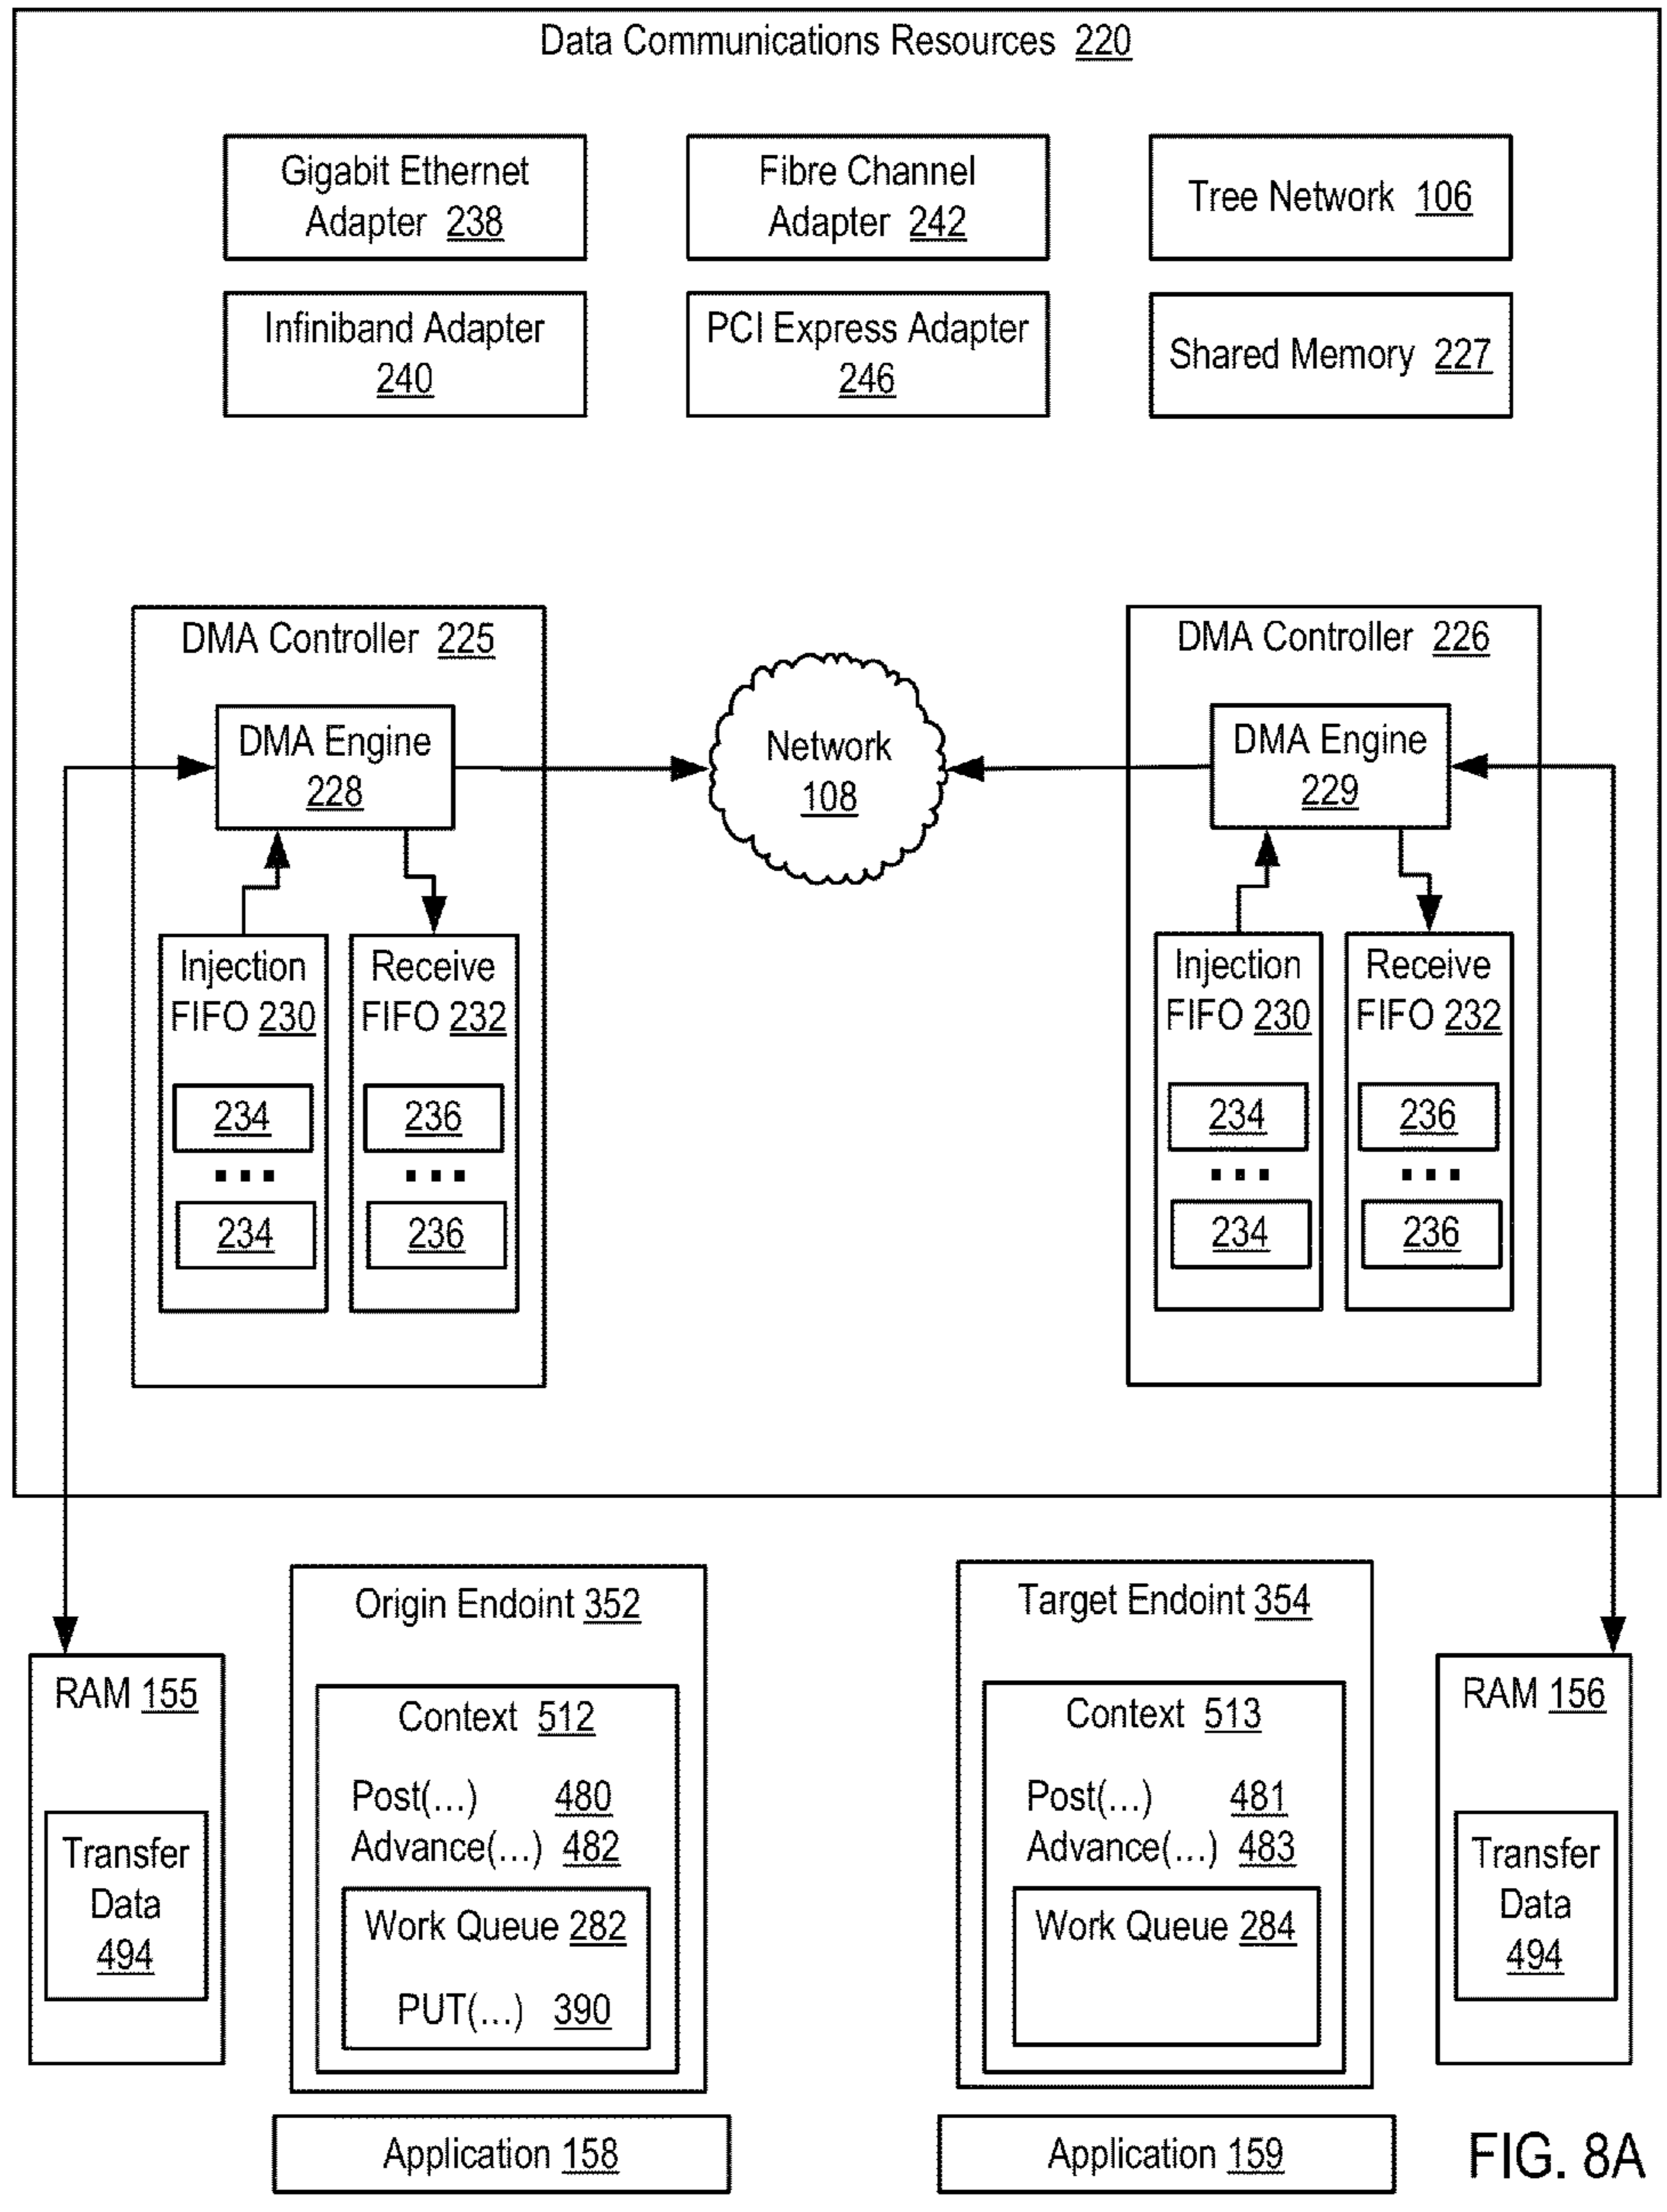 Data Communications Resources 220
Gigabit Ethernet
Adapter 238
Fibre Channel
Adapter 242
Tree Network 106
Infiniband Adapter
240
PCI Express Adapter
246
Shared Memory 227
DMA Controller 225
DMA Engine
228
Injection
FIFO 230
234
...
234
Receive
FIFO 232
236
...
236
Network
108
DMA Controller 226
DMA Engine
229
Injection
FIFO 230
234
...
234
Receive
FIFO 232
236
...
236
RAM 155
Transfer
Data
494
Origin Endoint 352
Context 512
Post(...) 480
Advance(...) 482
Work Queue 282
PUT(...) 390
Application 158
Target Endoint 354
Context 513
Post(...) 481
Advance(...) 483
Work Queue 284
Application 159
RAM 156
Transfer
Data
494
FIG. 8A